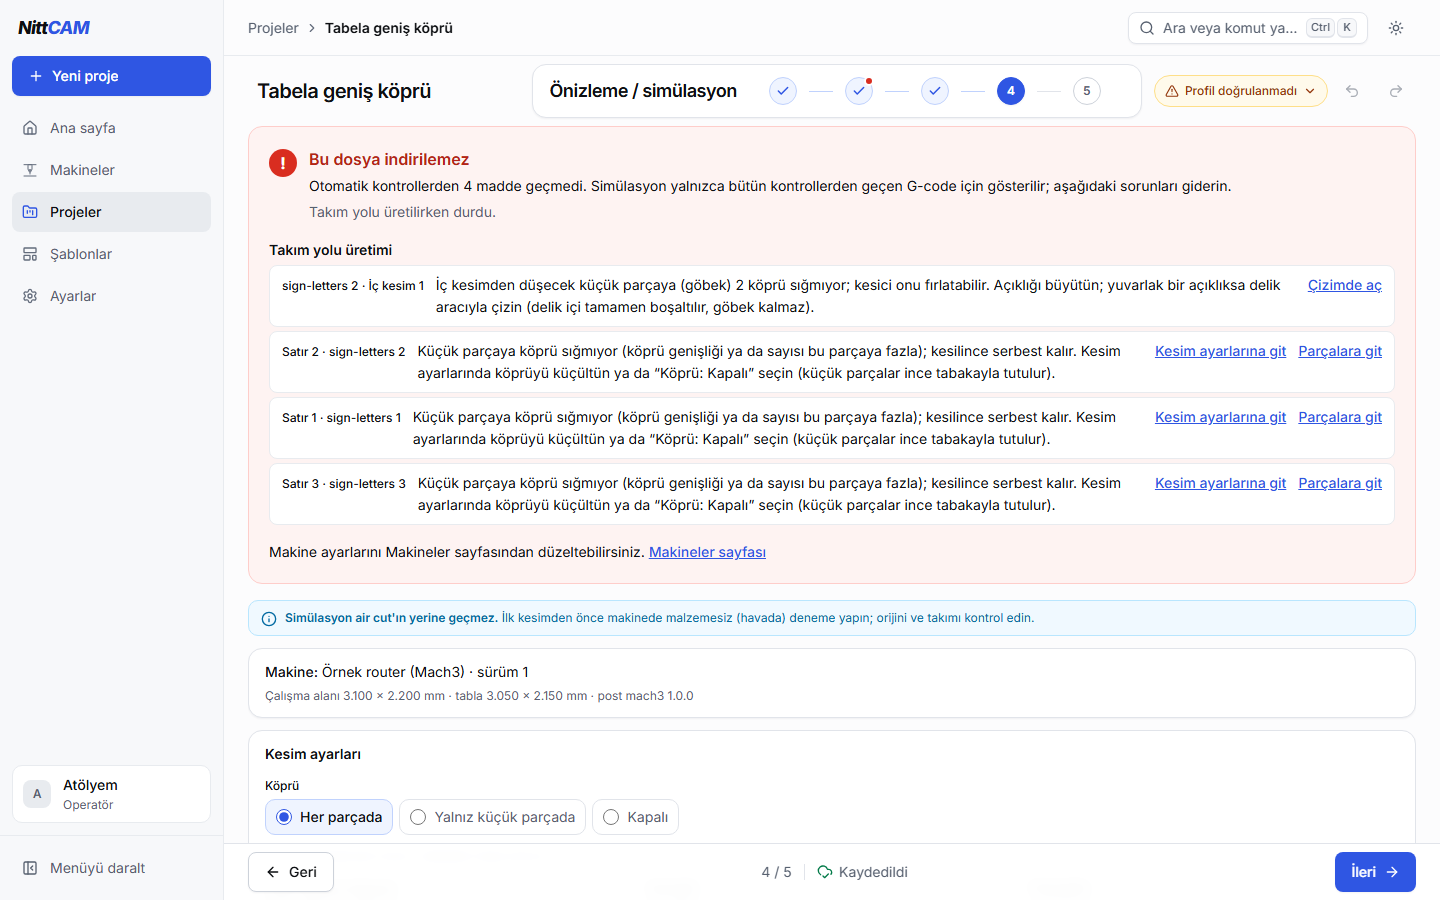 NittCAM
Projeler > Tabela geniş köprü
Ara veya komut ya... Ctrl K
+ Yeni proje
Ana sayfa
Makineler
Projeler
Şablonlar
Ayarlar
Tabela geniş köprü
Önizleme / simülasyon
4
5
Profil doğrulanmadı
Bu dosya indirilemez
Otomatik kontrollerden 4 madde geçmedi. Simülasyon yalnızca bütün kontrollerden geçen G-code için gösterilir; aşağıdaki sorunları giderin.
Takım yolu üretilirken durdu.
Takım yolu üretimi
sign-letters 2 · İç kesim 1 İç kesimden düşecek küçük parçaya (göbek) 2 köprü sığmıyor; kesici onu fırlatabilir. Açıklığı büyütün; yuvarlak bir açıklıksa delik Çizimde aç
aracıyla çizin (delik içi tamamen boşaltılır, göbek kalmaz).
Satır 2 · sign-letters 2 Küçük parçaya köprü sığmıyor (köprü genişliği ya da sayısı bu parçaya fazla); kesilince serbest kalır. Kesim Kesim ayarlarına git Parçalara git
ayarlarında köprüyü küçültün ya da “Köprü: Kapalı” seçin (küçük parçalar ince tabakayla tutulur).
Satır 1 · sign-letters 1 Küçük parçaya köprü sığmıyor (köprü genişliği ya da sayısı bu parçaya fazla); kesilince serbest kalır. Kesim Kesim ayarlarına git Parçalara git
ayarlarında köprüyü küçültün ya da “Köprü: Kapalı” seçin (küçük parçalar ince tabakayla tutulur).
Satır 3 · sign-letters 3 Küçük parçaya köprü sığmıyor (köprü genişliği ya da sayısı bu parçaya fazla); kesilince serbest kalır. Kesim Kesim ayarlarına git Parçalara git
ayarlarında köprüyü küçültün ya da “Köprü: Kapalı” seçin (küçük parçalar ince tabakayla tutulur).
Makine ayarlarını Makineler sayfasından düzeltebilirsiniz. Makineler sayfası
Simülasyon air cut'ın yerine geçmez. İlk kesimden önce makinede malzemesiz (havada) deneme yapın; orijini ve takımı kontrol edin.
Makine: Örnek router (Mach3) · sürüm 1
Çalışma alanı 3.100 × 2.200 mm · tabla 3.050 × 2.150 mm · post mach3 1.0.0
Kesim ayarları
Köprü
Her parçada
Yalnız küçük parçada
Kapalı
A
Atölyem
Operatör
Menüyü daralt
← Geri
4 / 5
Kaydedildi
İleri →